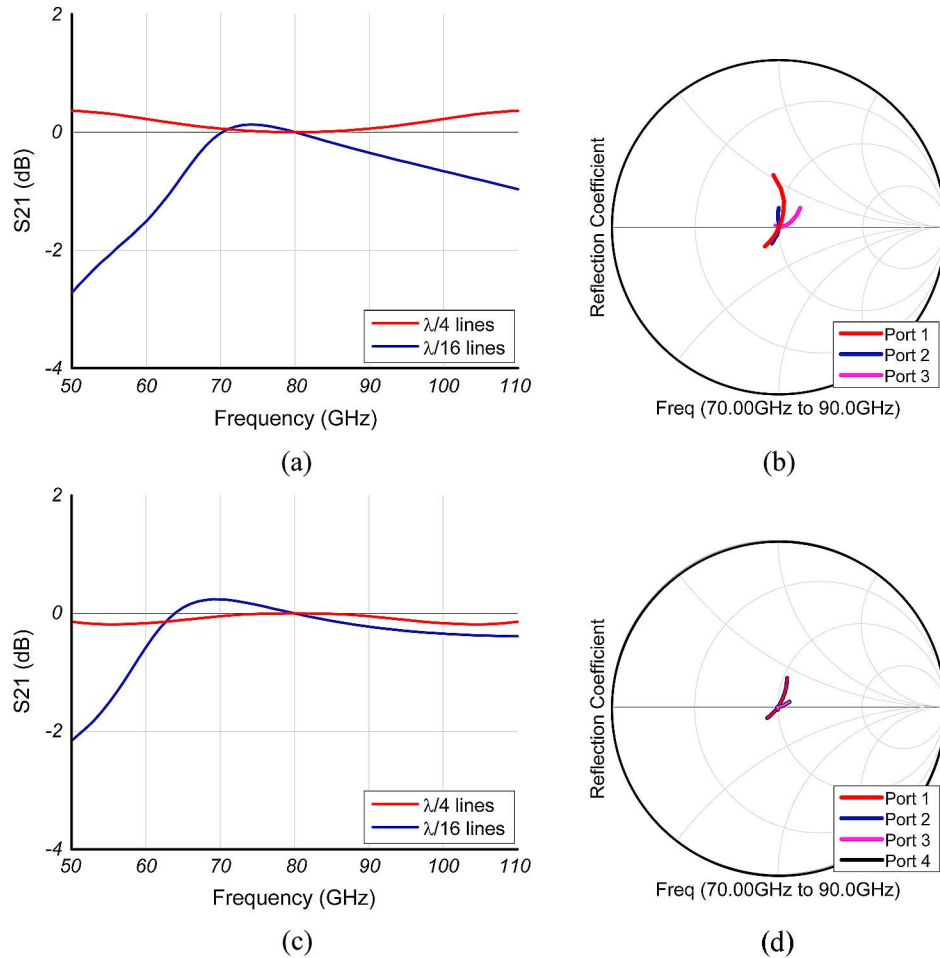 2
0
-2
-4
S21 (dB)
λ/4 lines
λ/16 lines
50 60 70 80 90 100 110
Frequency (GHz)
(a)
Reflection Coefficient
Port 1
Port 2
Port 3
Freq (70.00GHz to 90.0GHz)
(b)
2
0
-2
-4
S21 (dB)
λ/4 lines
λ/16 lines
50 60 70 80 90 100 110
Frequency (GHz)
(c)
Reflection Coefficient
Port 1
Port 2
Port 3
Port 4
Freq (70.00GHz to 90.0GHz)
(d)